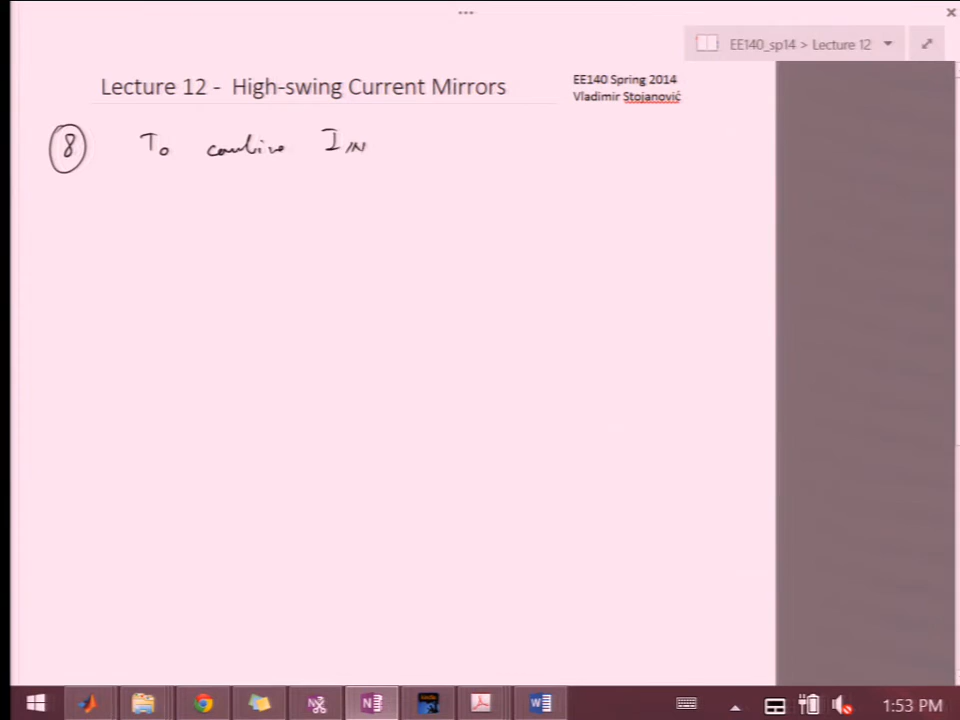 EE140_sp14 > Lecture 12
Lecture 12 - High-swing Current Mirrors
EE140 Spring 2014
Vladimir Stojanović
8 To combine IIN
1:53 PM